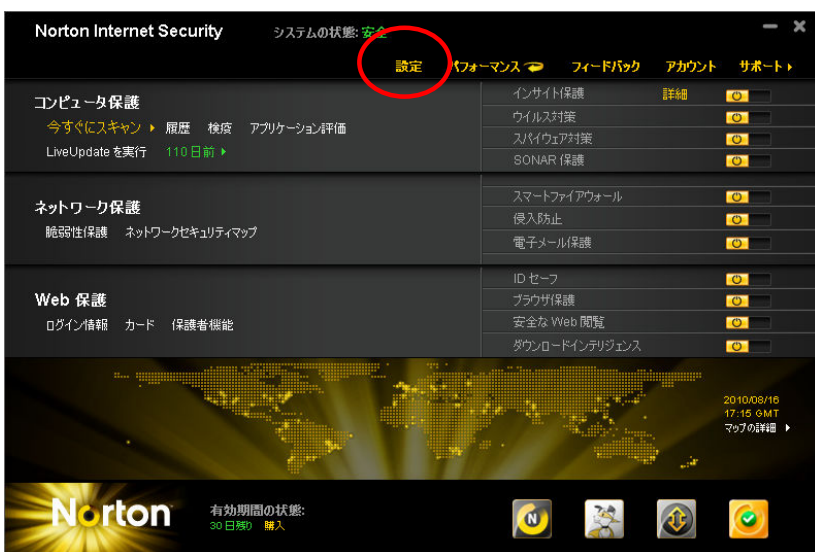 Norton Internet Security システムの状態: 安全
設定 パフォーマンス フィードバック アカウント サポート
コンピュータ保護
今すぐにスキャン 履歴 検疫 アプリケーション評価
LiveUpdate を実行 110 日前
インサイト保護 詳細
ウイルス対策
スパイウェア対策
SONAR 保護
ネットワーク保護
脆弱性保護 ネットワークセキュリティマップ
スマートファイアウォール
侵入防止
電子メール保護
Web 保護
ログイン情報 カード 保護者機能
ID セーフ
ブラウザ保護
安全な Web 閲覧
ダウンロードインテリジェンス
2010/08/16
17:15 GMT
マップの詳細
Norton
有効期間の状態:
30 日残り 購入
N